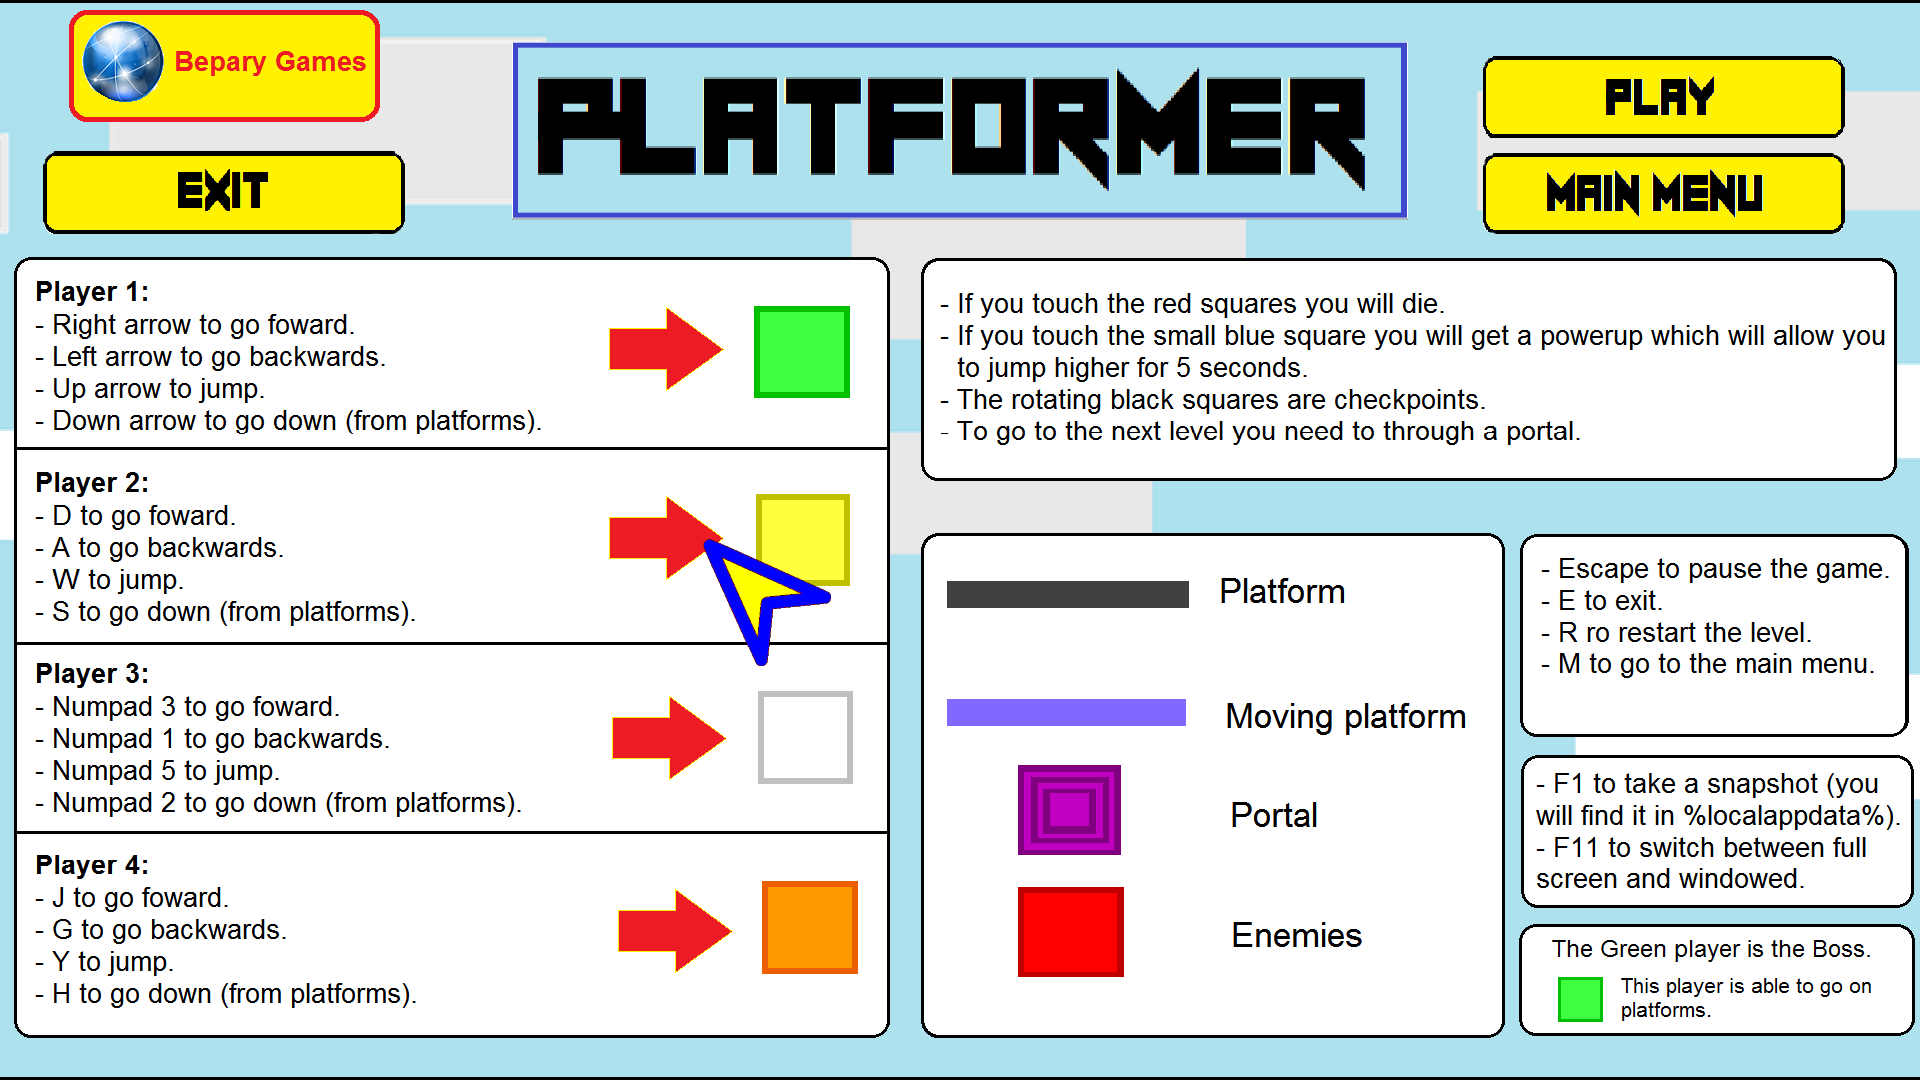 Bepary Games
PLATFORMER
PLAY
EXIT
MAIN MENU
Player 1:
- Right arrow to go foward.
- Left arrow to go backwards.
- Up arrow to jump.
- Down arrow to go down (from platforms).
Player 2:
- D to go foward.
- A to go backwards.
- W to jump.
- S to go down (from platforms).
Player 3:
- Numpad 3 to go foward.
- Numpad 1 to go backwards.
- Numpad 5 to jump.
- Numpad 2 to go down (from platforms).
Player 4:
- J to go foward.
- G to go backwards.
- Y to jump.
- H to go down (from platforms).
- If you touch the red squares you will die.
- If you touch the small blue square you will get a powerup which will allow you
to jump higher for 5 seconds.
- The rotating black squares are checkpoints.
- To go to the next level you need to through a portal.
Platform
Moving platform
Portal
Enemies
- Escape to pause the game.
- E to exit.
- R ro restart the level.
- M to go to the main menu.
- F1 to take a snapshot (you
will find it in %localappdata%).
- F11 to switch between full
screen and windowed.
The Green player is the Boss.
This player is able to go on
platforms.